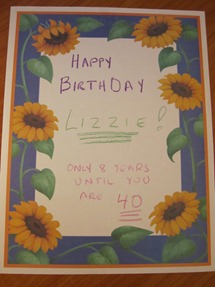 HAPPY
BIRTHDAY
LIZZIE!
ONLY 8 YEARS
UNTIL YOU
ARE 40